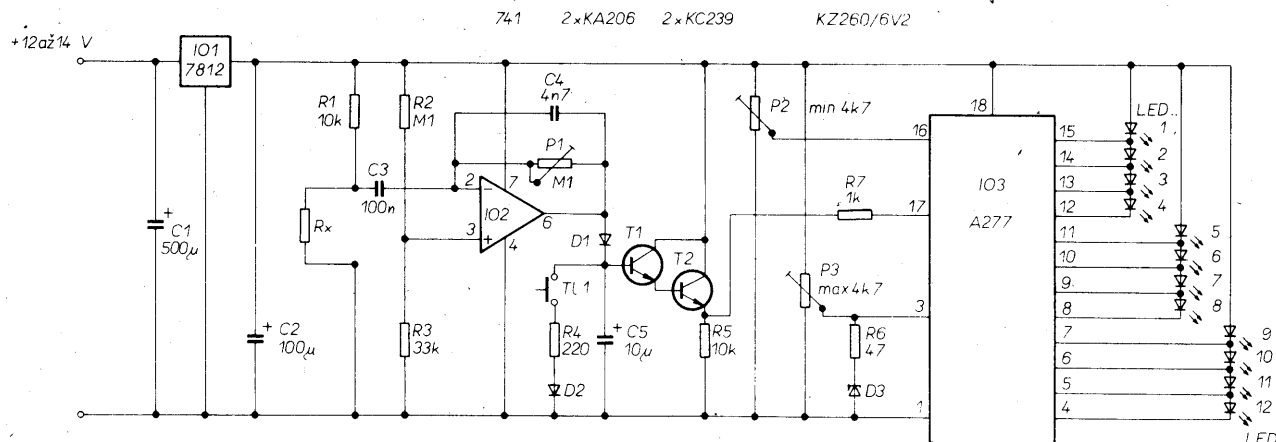 741 2xKA206 2xKC239 KZ260/6V2
+12až14 V
IO1
7812
R1
10k
R2
M1
C4
4n7
P1
M1
C3
100n
2
7
IO2
3
4
6
Rx
C1
500µ
+
C2
100µ
+
R3
33k
D1
T1
T2
Tl 1
R4
220
D2
C5
10µ
+
R5
10k
P2 min 4k7
R7
1k
P3
max 4k7
R6
47
D3
18
16
17
3
1
IO3
A277
15
14
13
12
11
10
9
8
7
6
5
4
LED
1
2
3
4
5
6
7
8
9
10
11
12
LED